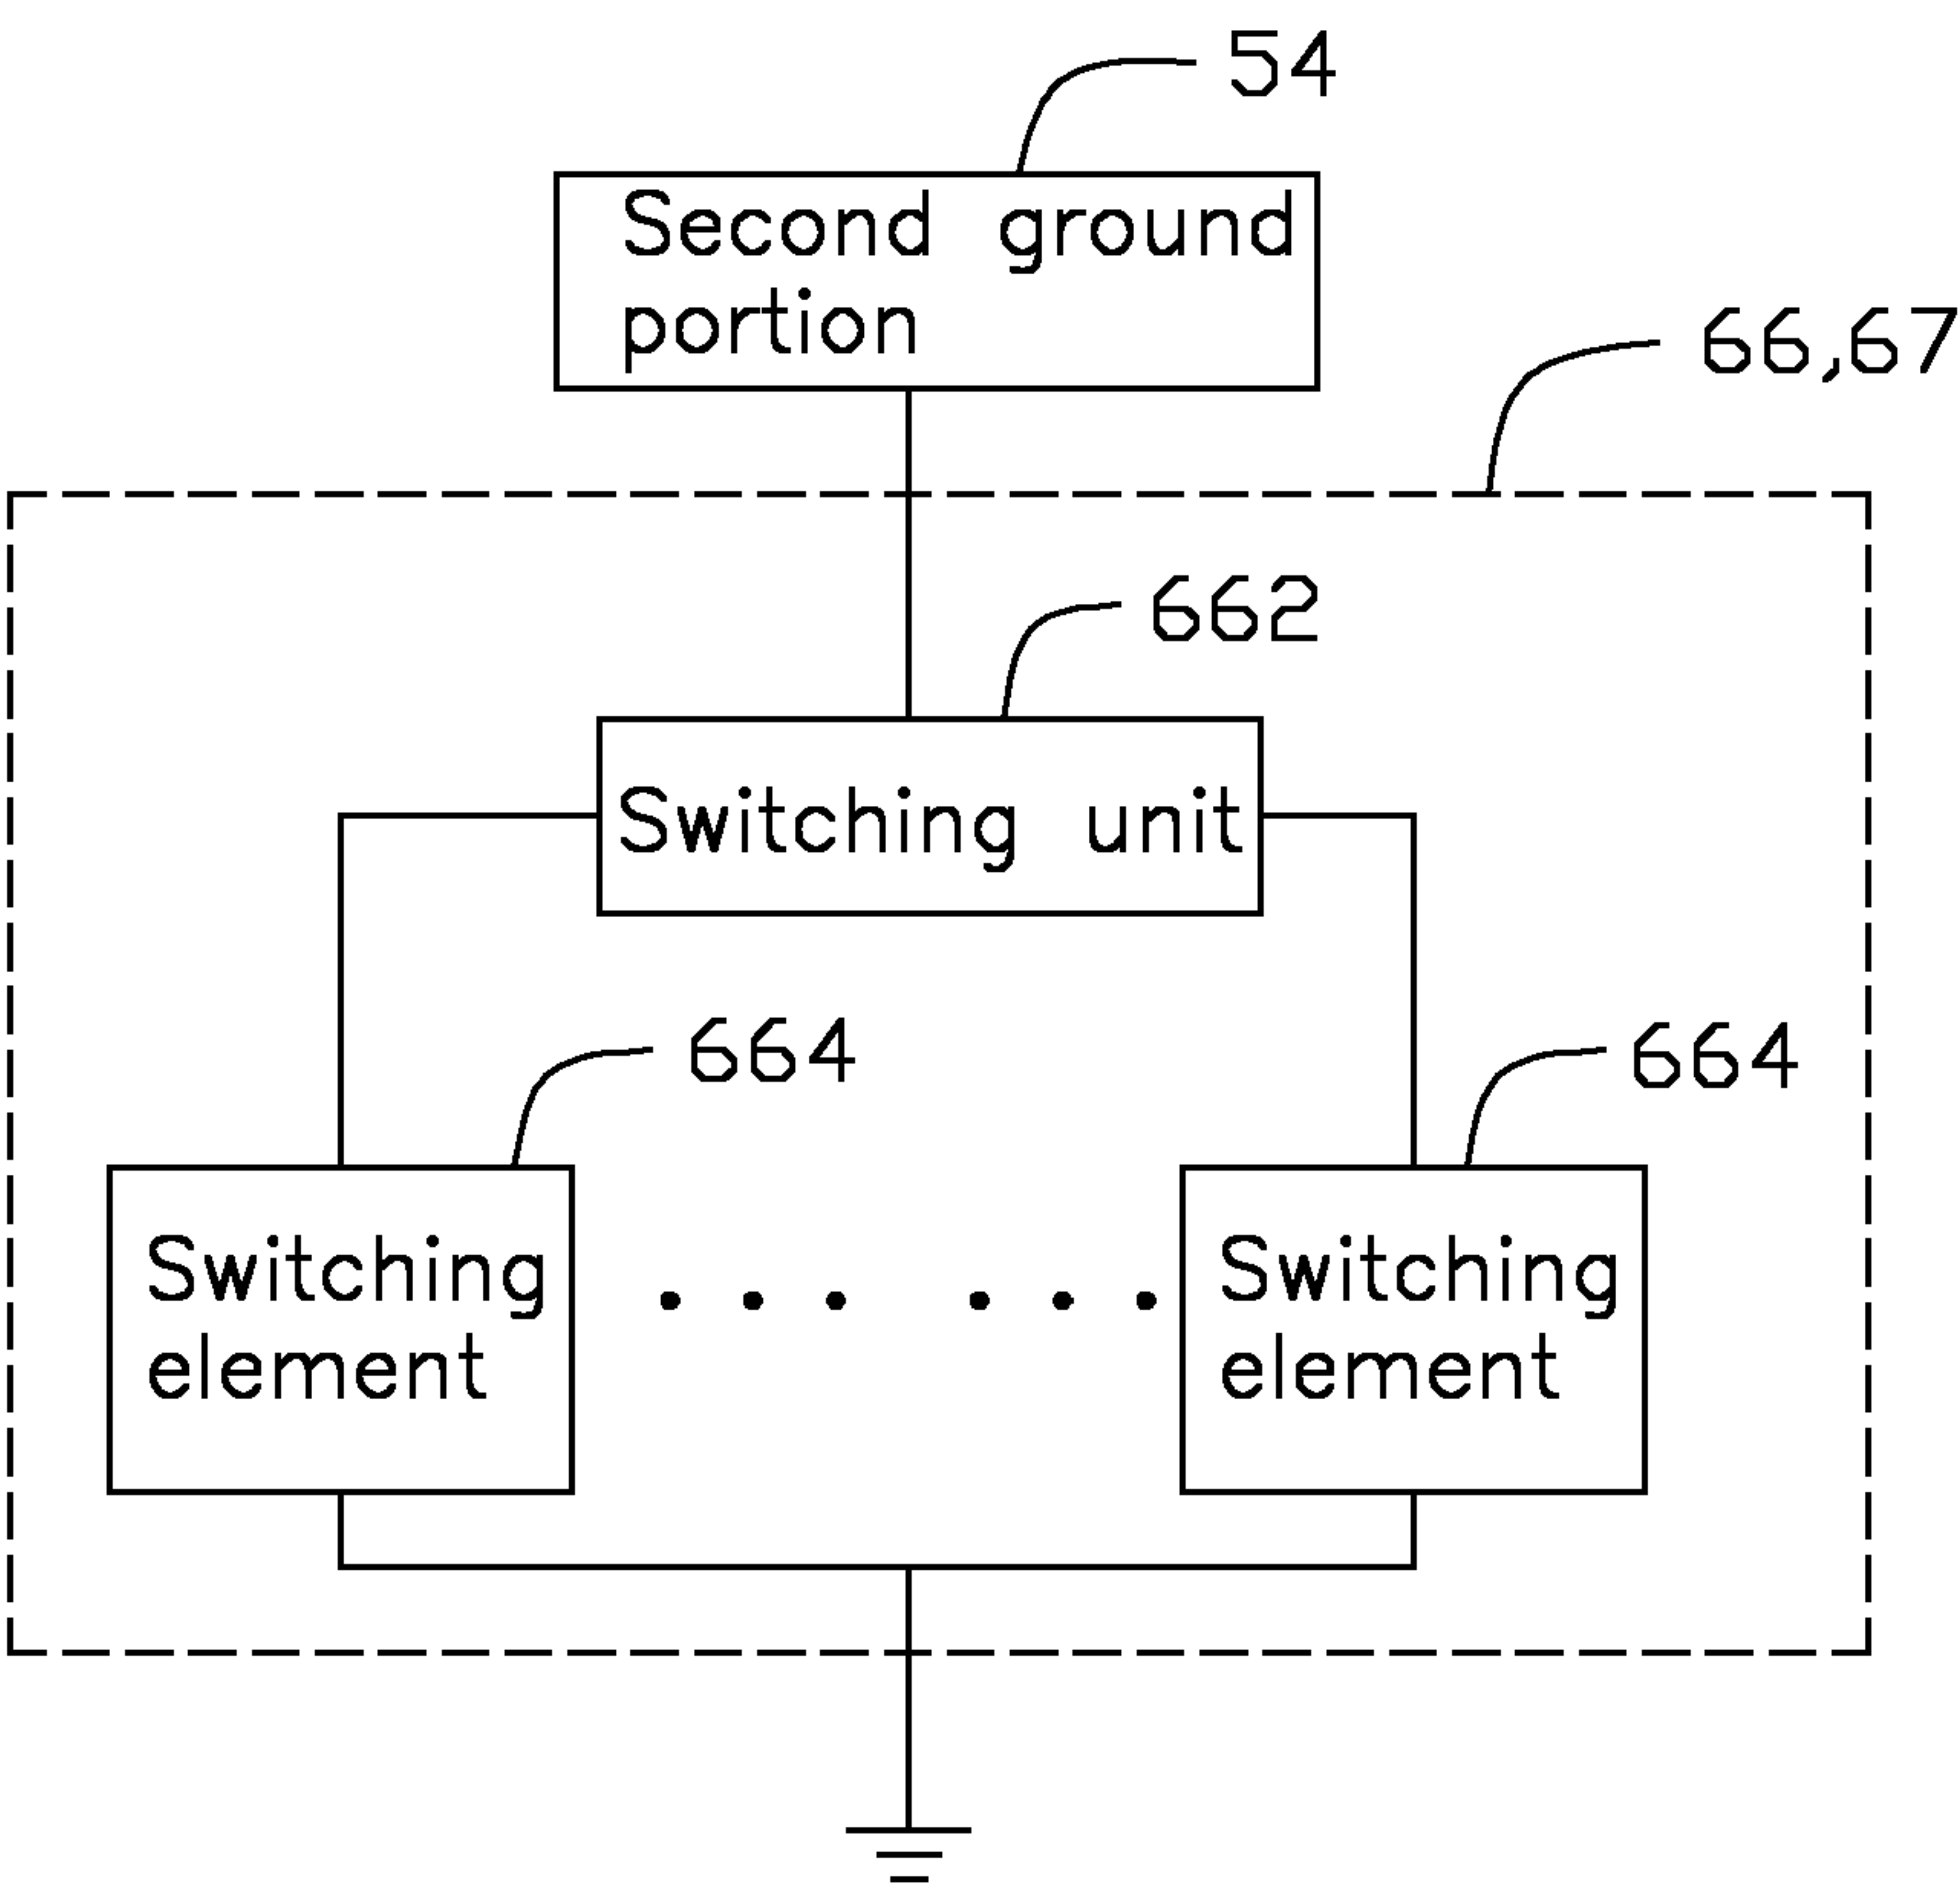 54
Second ground
portion
66,67
662
Switching unit
664
664
Switching
element
Switching
element